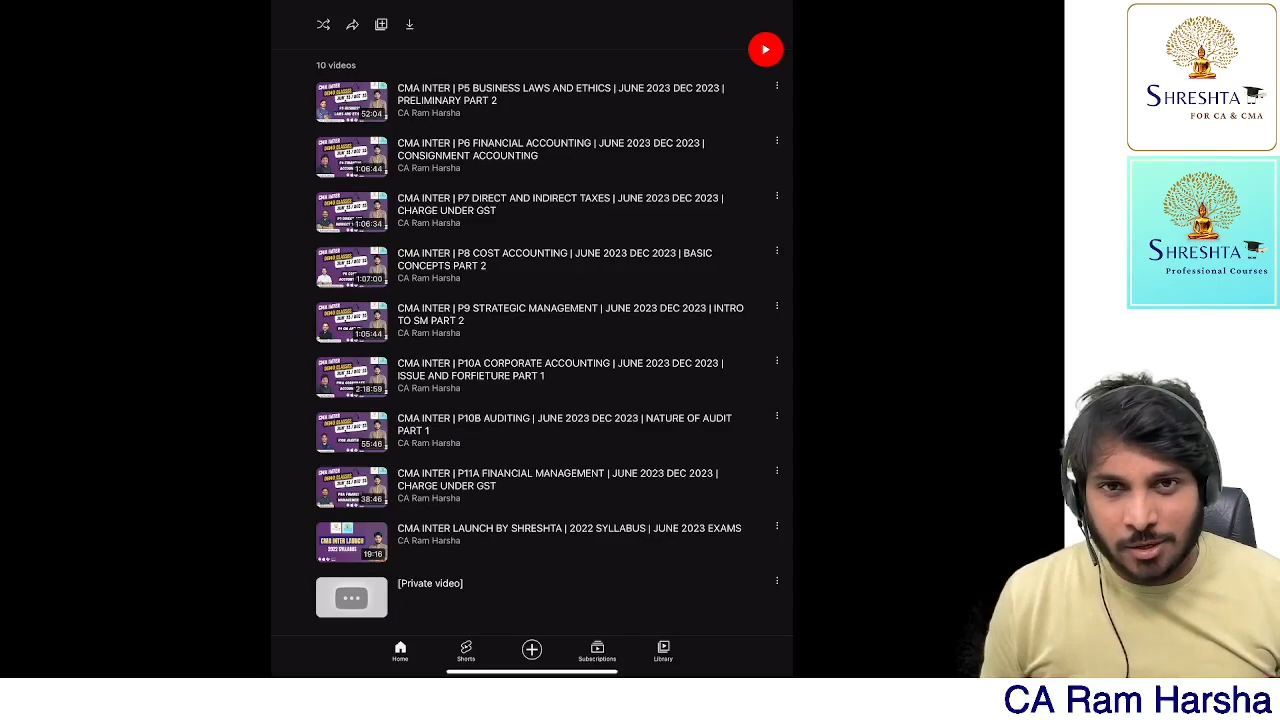 10 videos
CMA INTER | P5 BUSINESS LAWS AND ETHICS | JUNE 2023 DEC 2023 |
PRELIMINARY PART 2
CA Ram Harsha
52:04
CMA INTER | P6 FINANCIAL ACCOUNTING | JUNE 2023 DEC 2023 |
CONSIGNMENT ACCOUNTING
CA Ram Harsha
1:06:44
CMA INTER | P7 DIRECT AND INDIRECT TAXES | JUNE 2023 DEC 2023 |
CHARGE UNDER GST
CA Ram Harsha
1:06:34
CMA INTER | P8 COST ACCOUNTING | JUNE 2023 DEC 2023 | BASIC
CONCEPTS PART 2
CA Ram Harsha
1:07:00
CMA INTER | P9 STRATEGIC MANAGEMENT | JUNE 2023 DEC 2023 | INTRO
TO SM PART 2
CA Ram Harsha
1:05:44
CMA INTER | P10A CORPORATE ACCOUNTING | JUNE 2023 DEC 2023 |
ISSUE AND FORFIETURE PART 1
CA Ram Harsha
2:18:59
CMA INTER | P10B AUDITING | JUNE 2023 DEC 2023 | NATURE OF AUDIT
PART 1
CA Ram Harsha
55:46
CMA INTER | P11A FINANCIAL MANAGEMENT | JUNE 2023 DEC 2023 |
CHARGE UNDER GST
CA Ram Harsha
38:46
CMA INTER LAUNCH BY SHRESHTA | 2022 SYLLABUS | JUNE 2023 EXAMS
CA Ram Harsha
CMA INTER LAUNCH
2022 SYLLABUS
19:16
[Private video]
Home
Shorts
Subscriptions
Library
SHRESHTA
FOR CA & CMA
SHRESHTA
Professional Courses
CA Ram Harsha